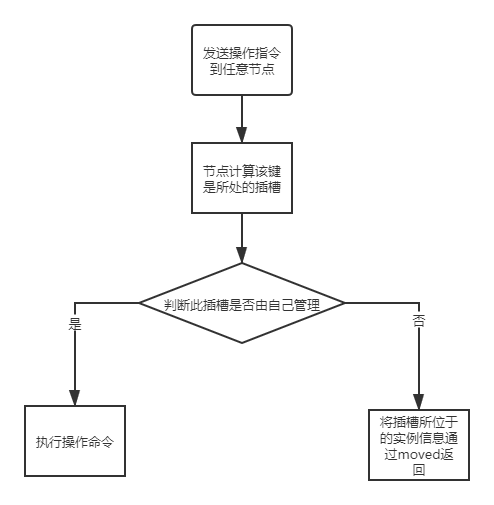 发送操作指令
到任意节点
节点计算该键
是所处的插槽
判断此插槽是否由自己管理
是
否
执行操作命令
将插槽所位于
的实例信息通
过moved返
回